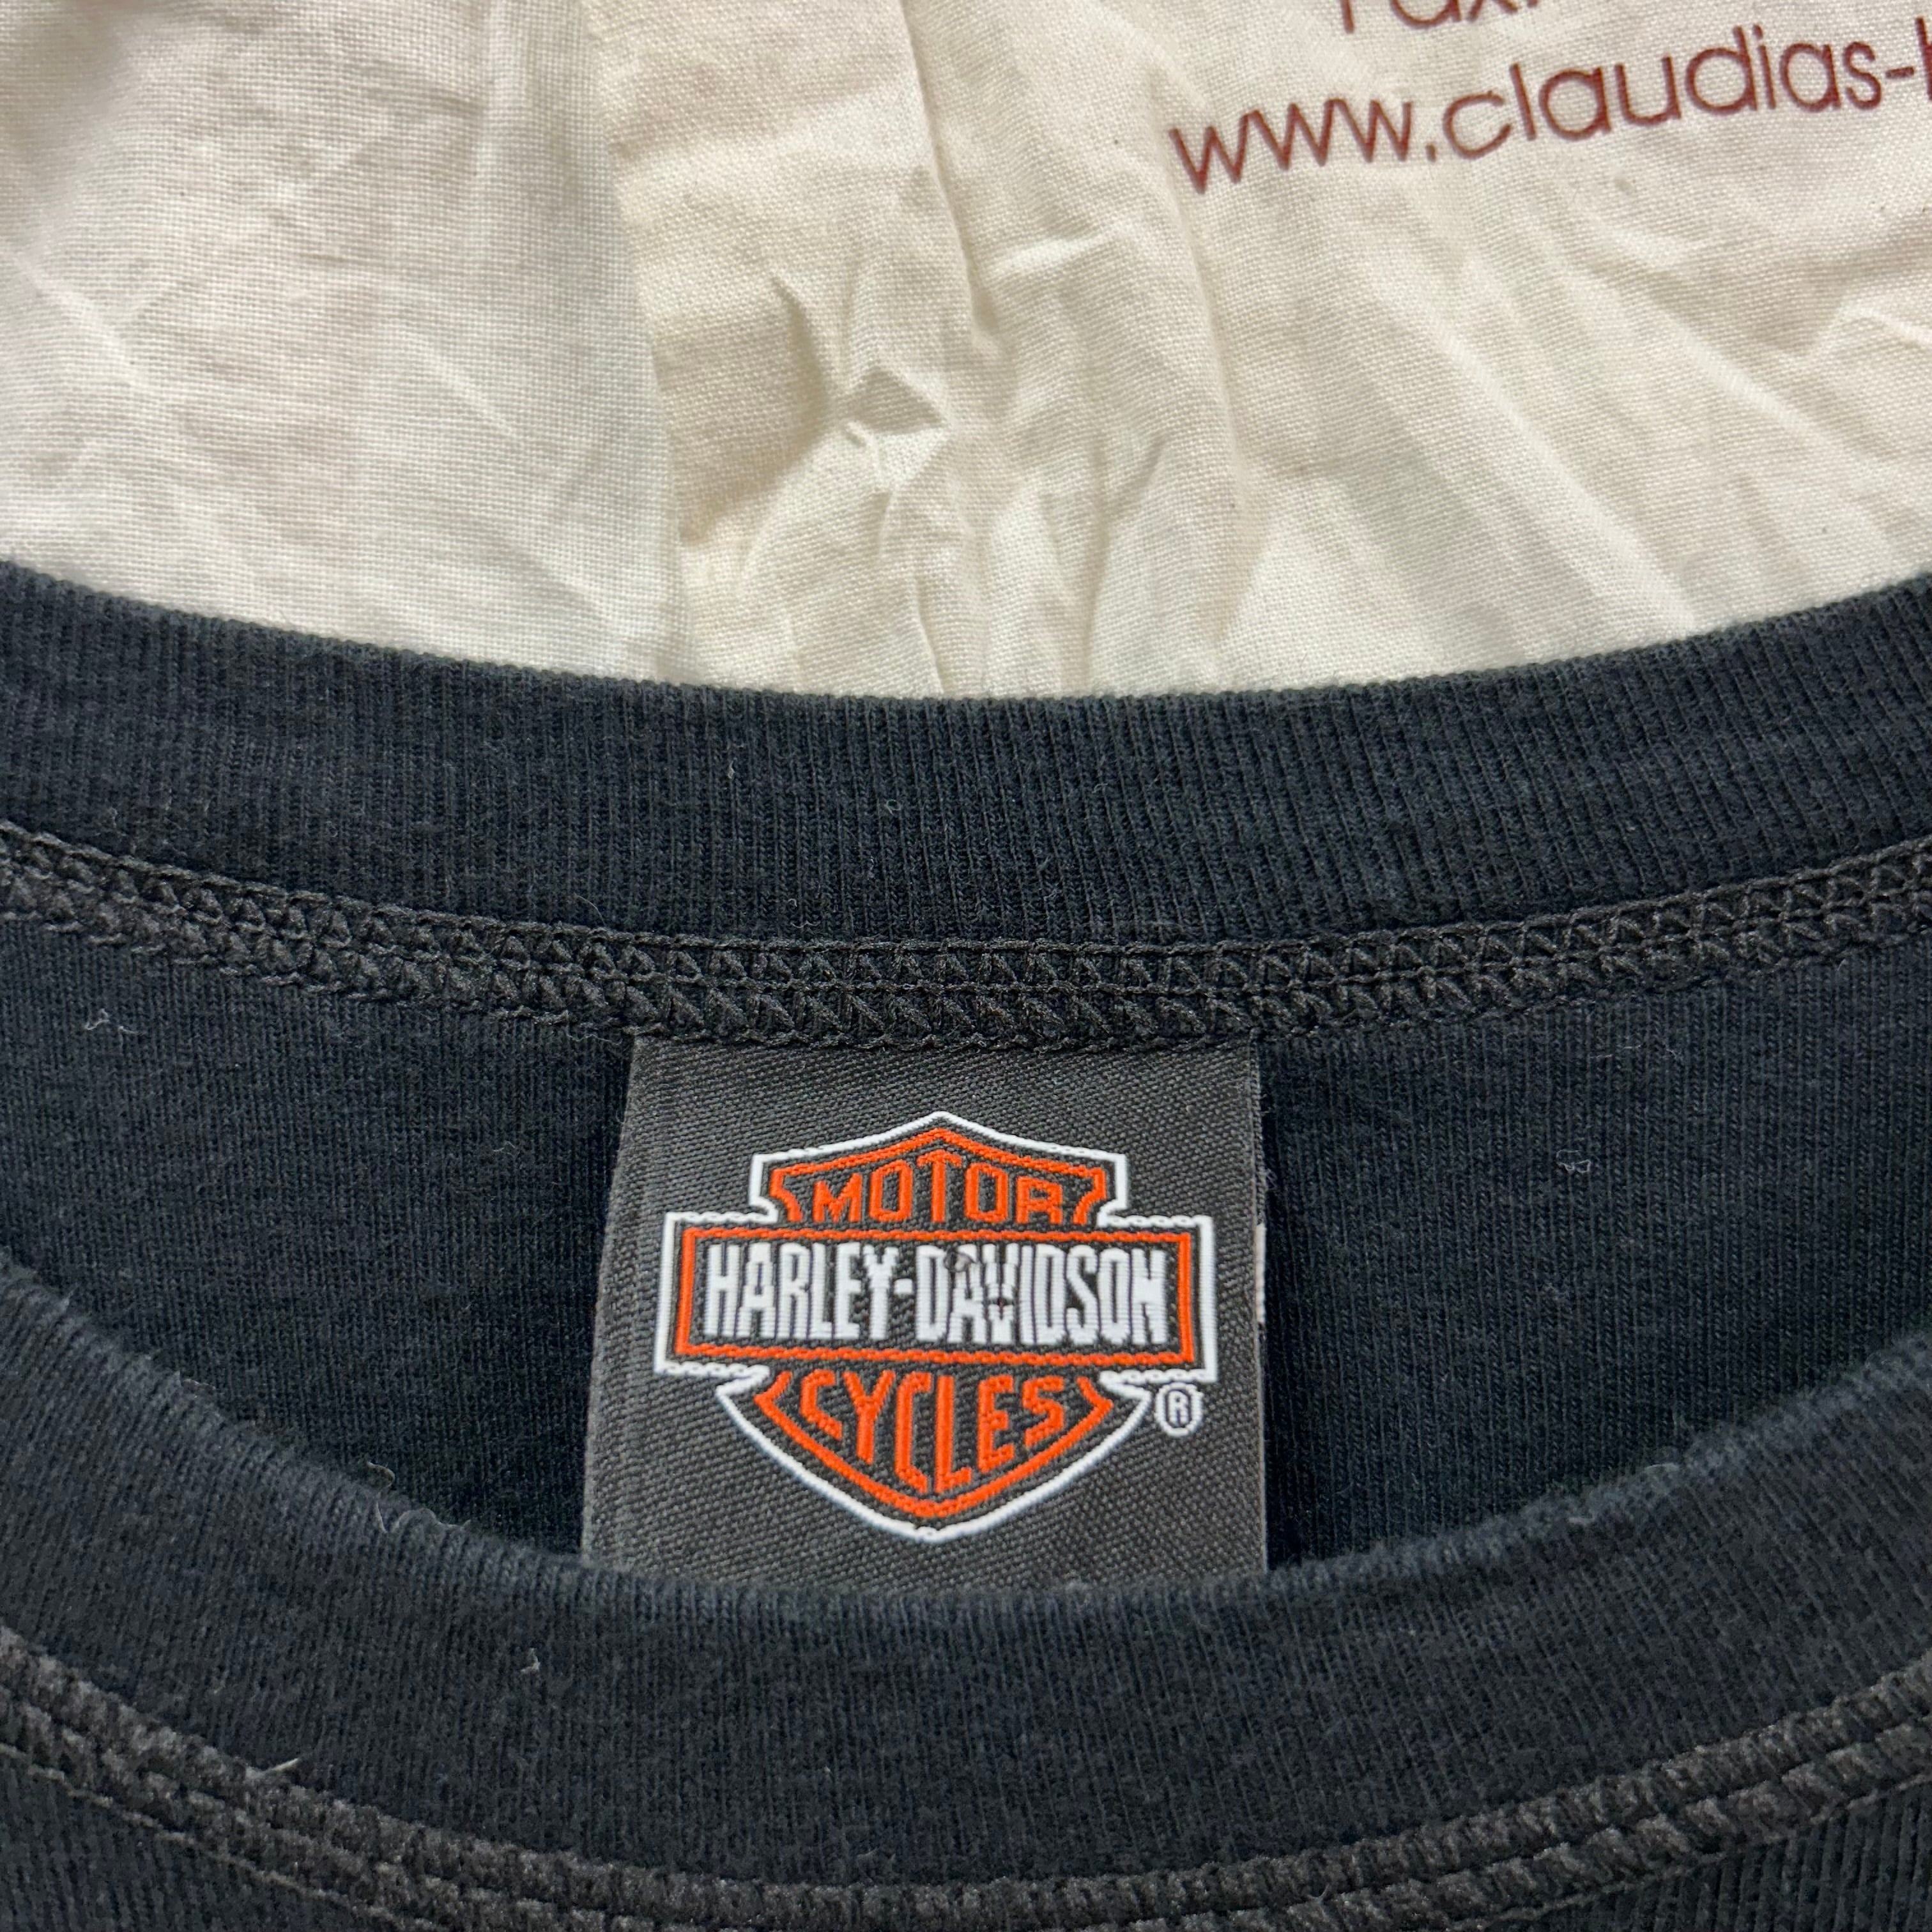 www.claudias-
MOTOR
HARLEY-DAVIDSON
CYCLES
®